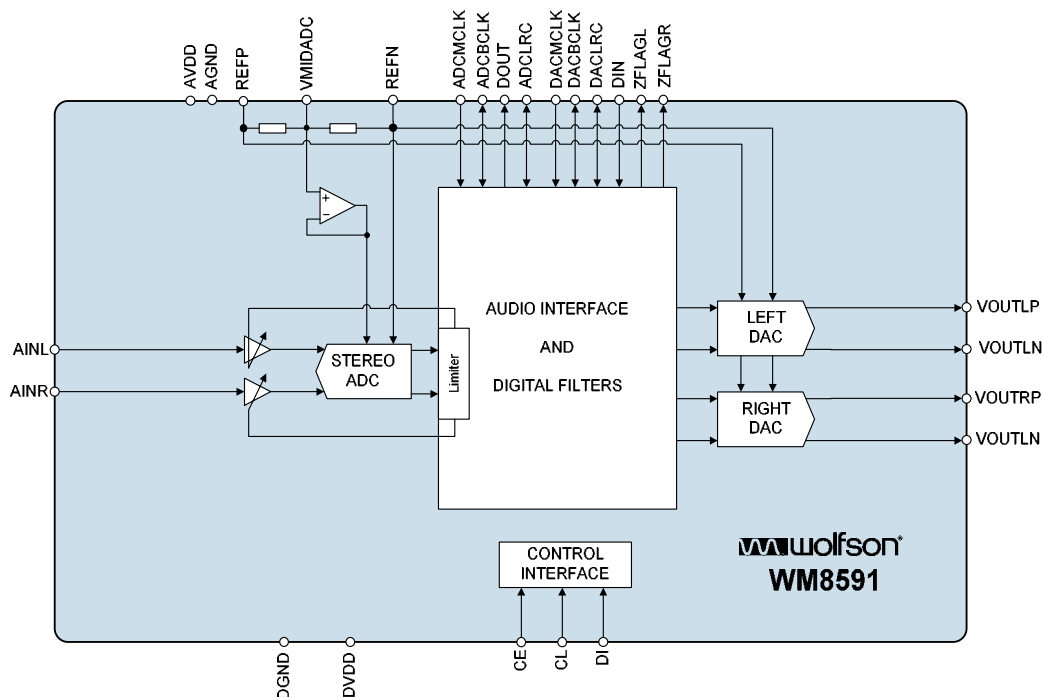 AVDD
AGND
REFP
VMIDADC
REFN
ADCMCLK
ADCBCLK
DOUT
ADCLRC
DACMCLK
DACBCLK
DACLRC
DIN
ZFLAGL
ZFLAGR
+
−
AINL
AINR
STEREO
ADC
Limiter
AUDIO INTERFACE
AND
DIGITAL FILTERS
LEFT
DAC
RIGHT
DAC
VOUTLP
VOUTLN
VOUTRP
VOUTLN
CONTROL
INTERFACE
wolfson®
WM8591
DGND
DVDD
CE
CL
DI